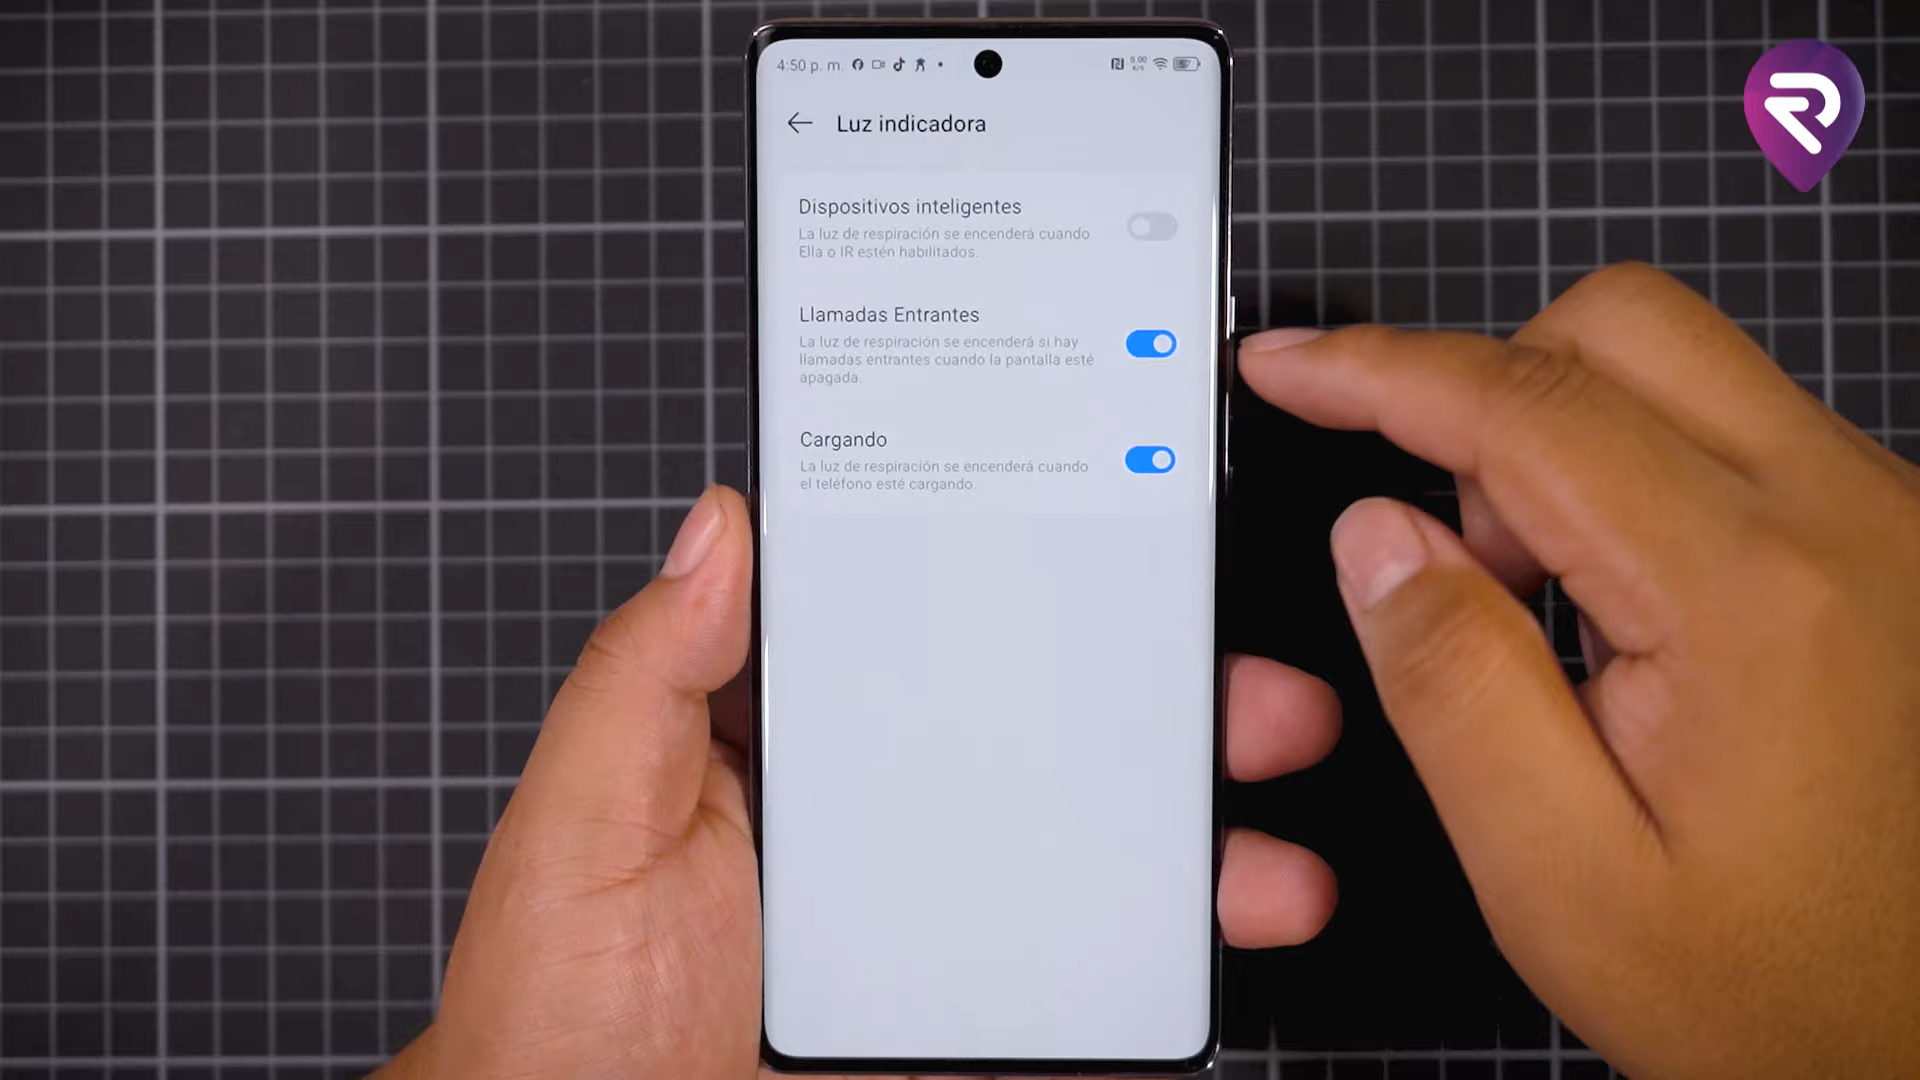 4:50 p. m.
Luz indicadora
Dispositivos inteligentes
La luz de respiración se encenderá cuando
Ella o IR estén habilitados.
Llamadas Entrantes
La luz de respiración se encenderá si hay
llamadas entrantes cuando la pantalla esté
apagada.
Cargando
La luz de respiración se encenderá cuando
el teléfono esté cargando.